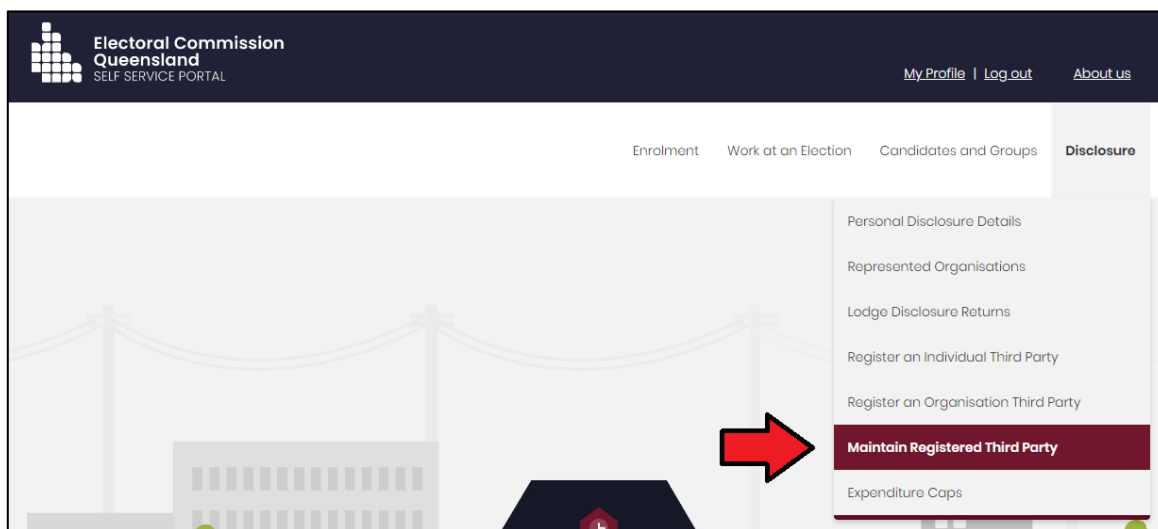 Electoral Commission
Queensland
SELF SERVICE PORTAL
My Profile | Log out About us
Enrolment Work at an Election Candidates and Groups Disclosure
Personal Disclosure Details
Represented Organisations
Lodge Disclosure Returns
Register an Individual Third Party
Register an Organisation Third Party
Maintain Registered Third Party
Expenditure Caps